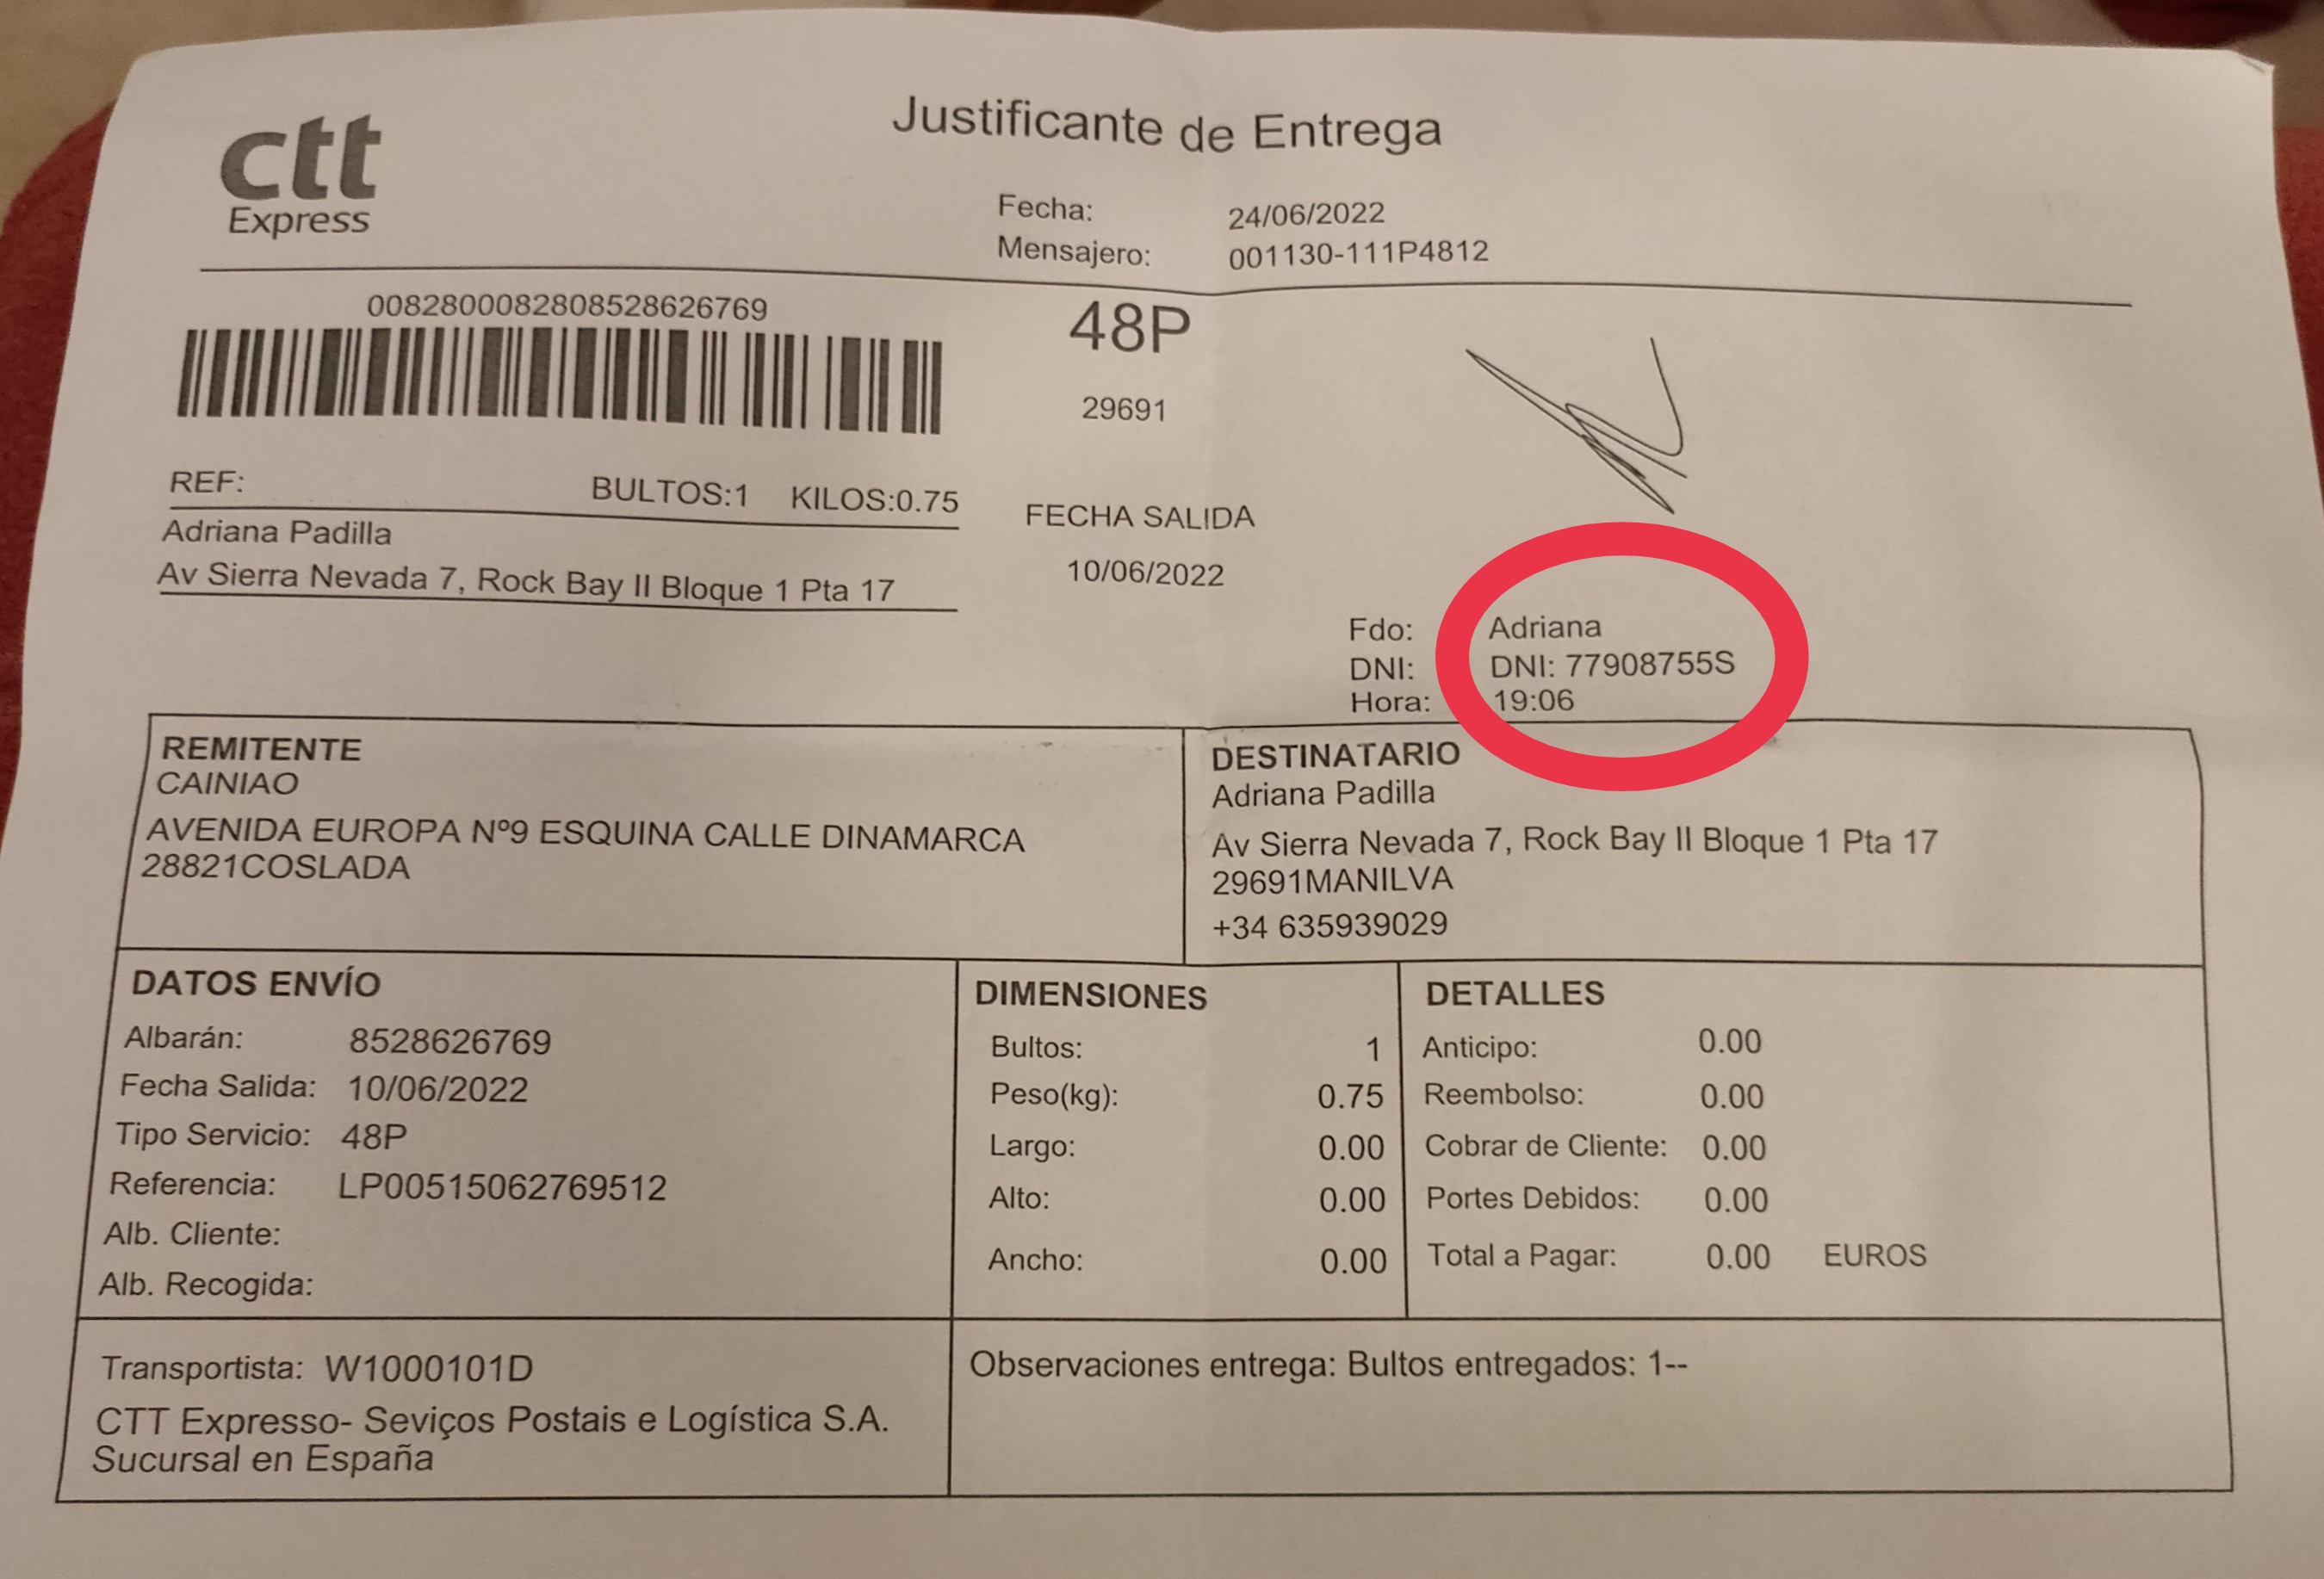 ctt
Express
Justificante de Entrega
Fecha: 24/06/2022
Mensajero: 001130-111P4812
0082800082808528626769
48P
29691
REF: BULTOS:1 KILOS:0.75
Adriana Padilla
Av Sierra Nevada 7, Rock Bay II Bloque 1 Pta 17
FECHA SALIDA
10/06/2022
Fdo: Adriana
DNI: DNI: 77908755S
Hora: 19:06
REMITENTE
CAINIAO
AVENIDA EUROPA Nº9 ESQUINA CALLE DINAMARCA
28821COSLADA
DESTINATARIO
Adriana Padilla
Av Sierra Nevada 7, Rock Bay II Bloque 1 Pta 17
29691MANILVA
+34 635939029
DATOS ENVÍO
Albarán: 8528626769
Fecha Salida: 10/06/2022
Tipo Servicio: 48P
Referencia: LP00515062769512
Alb. Cliente:
Alb. Recogida:
DIMENSIONES
Bultos: 1
Peso(kg): 0.75
Largo: 0.00
Alto: 0.00
Ancho: 0.00
DETALLES
Anticipo: 0.00
Reembolso: 0.00
Cobrar de Cliente: 0.00
Portes Debidos: 0.00
Total a Pagar: 0.00 EUROS
Transportista: W1000101D
CTT Expresso- Seviços Postais e Logística S.A.
Sucursal en España
Observaciones entrega: Bultos entregados: 1--